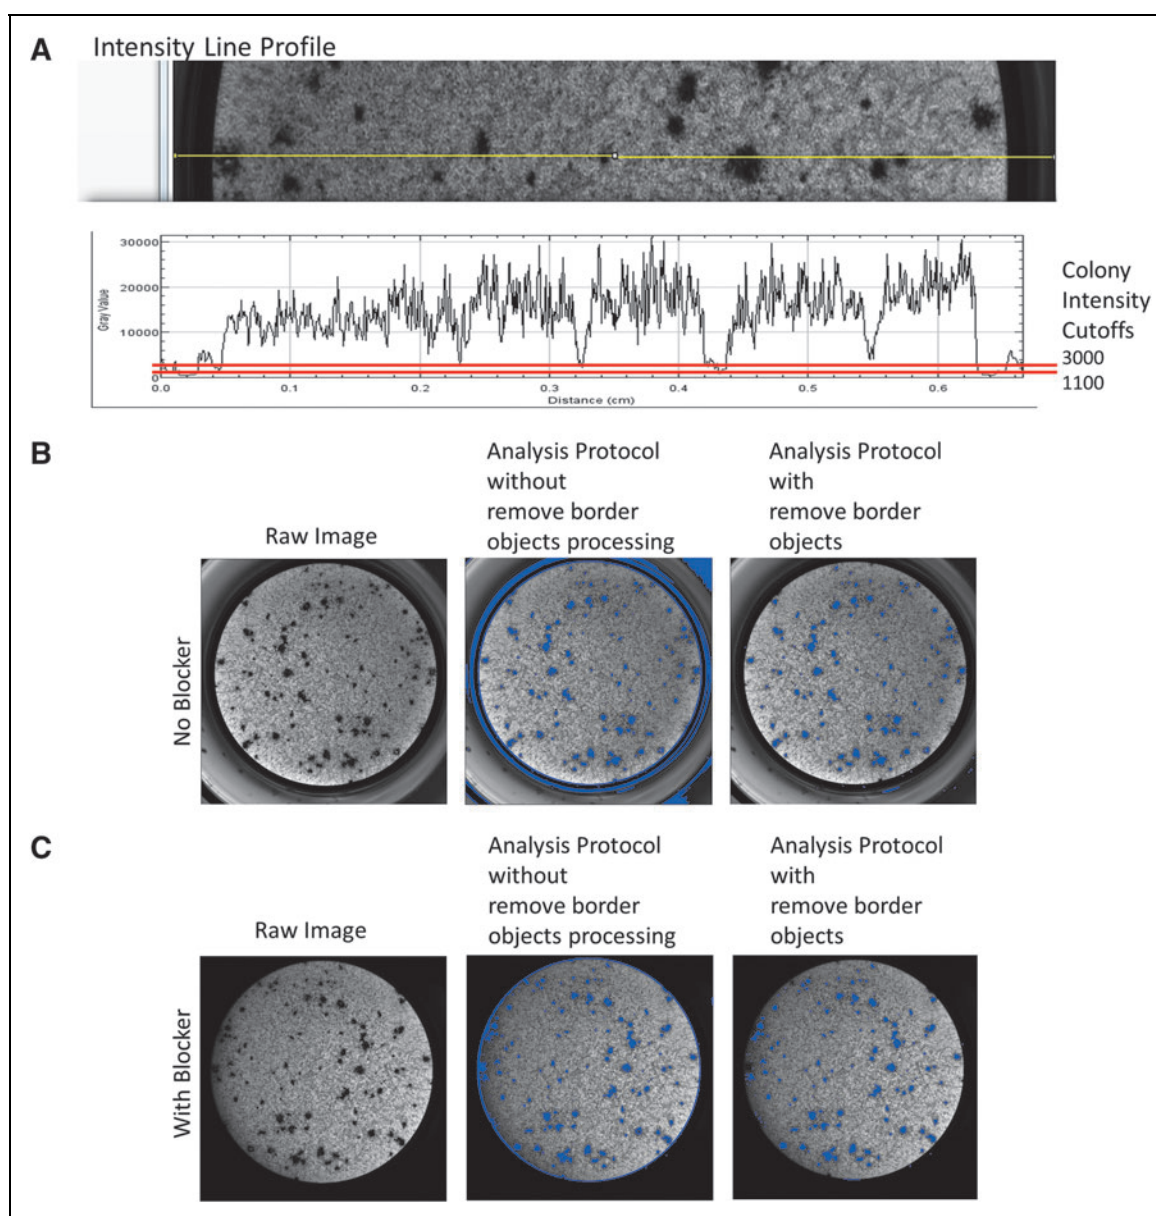 A
Intensity Line Profile
30000
20000
10000
0
Gray Value
0.0 0.1 0.2 0.3 0.4 0.5 0.6
Distance (cm)
Colony
Intensity
Cutoffs
3000
1100
B
Raw Image
Analysis Protocol
without
remove border
objects processing
Analysis Protocol
with
remove border
objects
No Blocker
C
Raw Image
Analysis Protocol
without
remove border
objects processing
Analysis Protocol
with
remove border
objects
With Blocker